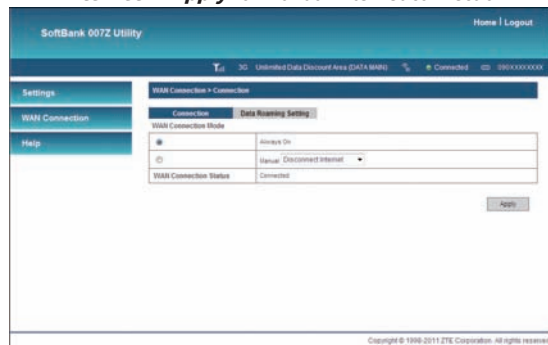 Home | Logout
SoftBank 007Z Utility
3G Unlimited Data Discount Area (DATA MAIN) Connected 090XXXXXXXX
Settings
WAN Connection
Help
WAN Connection > Connection
Connection Data Roaming Setting
WAN Connection Mode
Always On
Manual Disconnect Internet
WAN Connection Status Connected
Apply
Copyright © 1998-2011 ZTE Corporation. All rights reserved